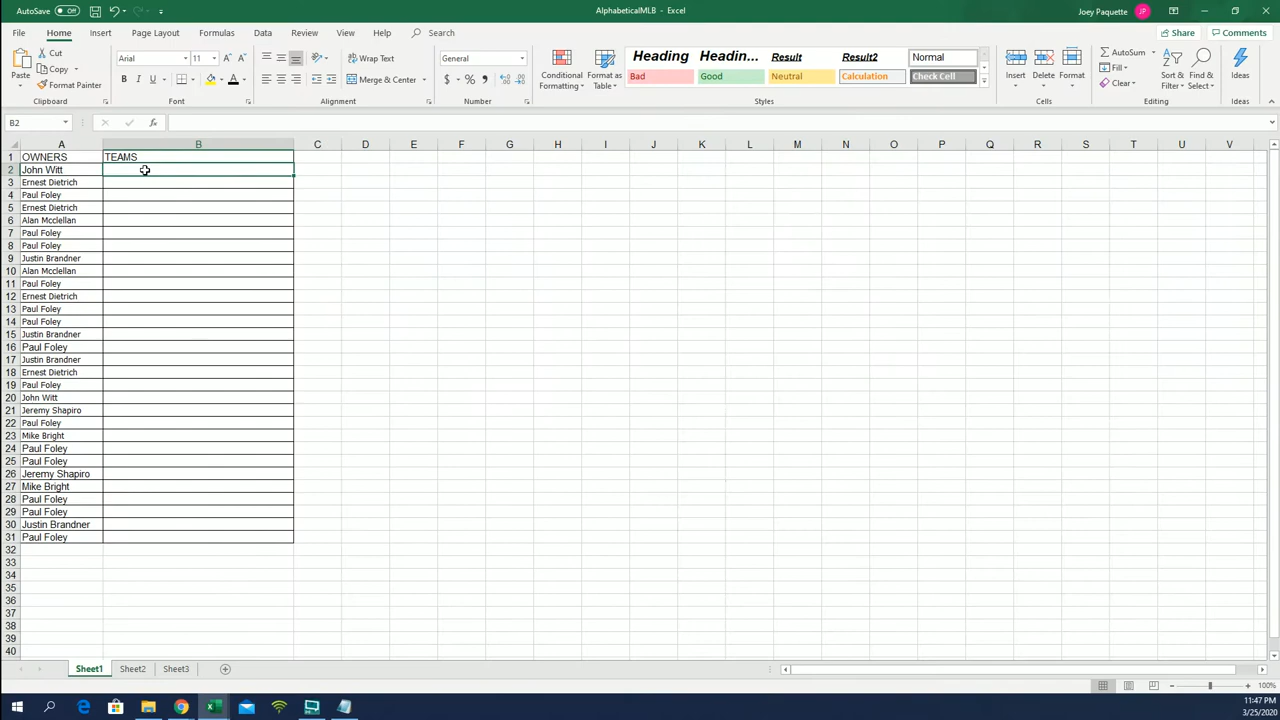 AutoSave Off AlphabeticalMLB - Excel Joey Paquette JP
File Home Insert Page Layout Formulas Data Review View Help Search Share Comments
Paste Cut Copy Format Painter Clipboard
Arial 11 A A B I U A Font
Wrap Text Merge & Center Alignment
General $ % , Number
Conditional Formatting Format as Table
Heading Headin... Result Result2 Normal
Bad Good Neutral Calculation Check Cell
Styles
Insert Delete Format Cells
AutoSum Fill Clear Sort & Filter Find & Select Editing
Ideas Ideas
B2 fx
A B C D E F G H I J K L M N O P Q R S T U V
1 OWNERS TEAMS
2 John Witt
3 Ernest Dietrich
4 Paul Foley
5 Ernest Dietrich
6 Alan Mcclellan
7 Paul Foley
8 Paul Foley
9 Justin Brandner
10 Alan Mcclellan
11 Paul Foley
12 Ernest Dietrich
13 Paul Foley
14 Paul Foley
15 Justin Brandner
16 Paul Foley
17 Justin Brandner
18 Ernest Dietrich
19 Paul Foley
20 John Witt
21 Jeremy Shapiro
22 Paul Foley
23 Mike Bright
24 Paul Foley
25 Paul Foley
26 Jeremy Shapiro
27 Mike Bright
28 Paul Foley
29 Paul Foley
30 Justin Brandner
31 Paul Foley
32
33
34
35
36
37
38
39
40
Sheet1 Sheet2 Sheet3
100%
11:47 PM
3/25/2020